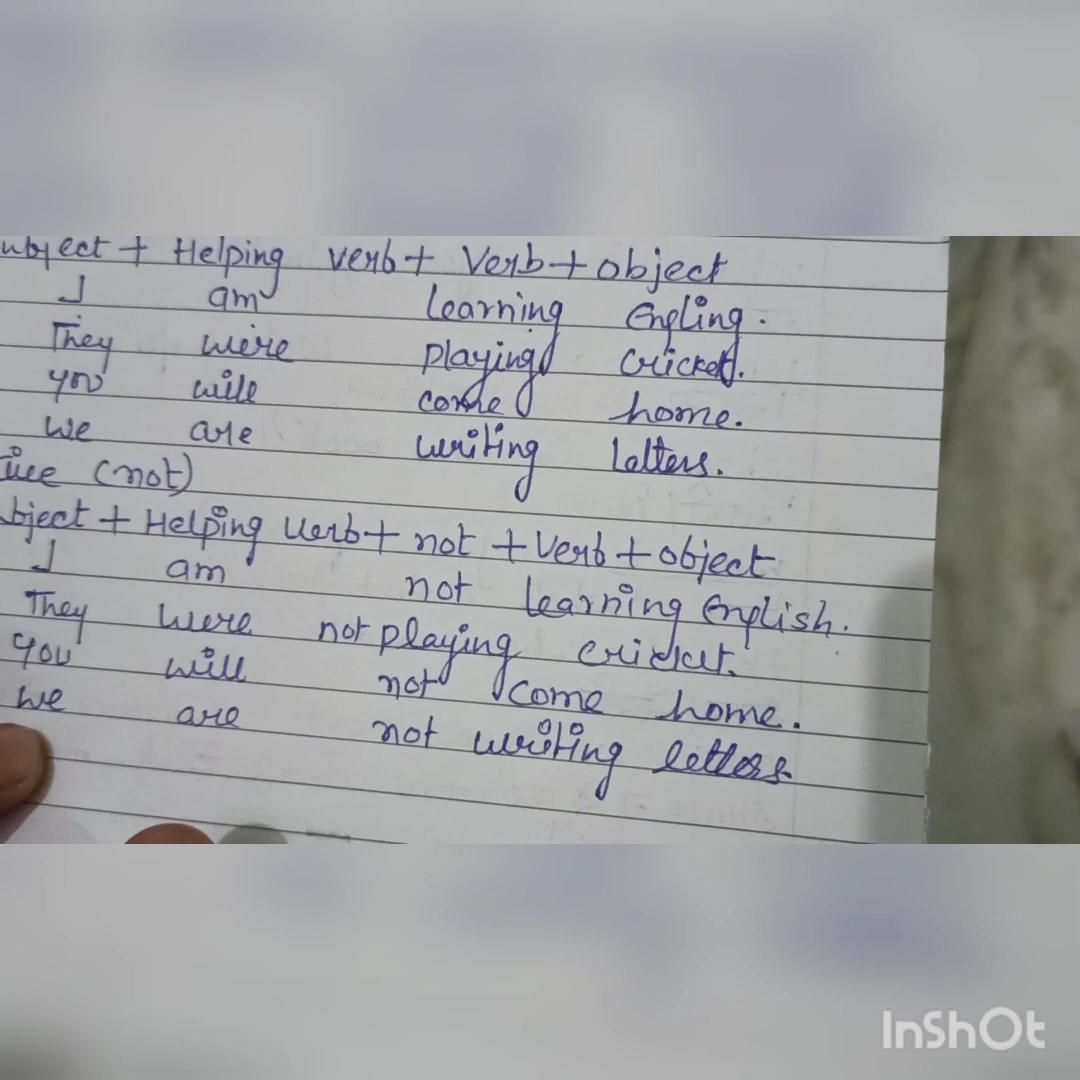 ubject + Helping verb + Verb + object
I am learning Engling.
They were playing cricket.
you will come home.
we are writing letters.
(not)
bject + Helping verb + not + verb + object
I am not learning English.
They were not playing cricket.
you will not come home.
we are not writing letters
InShOt